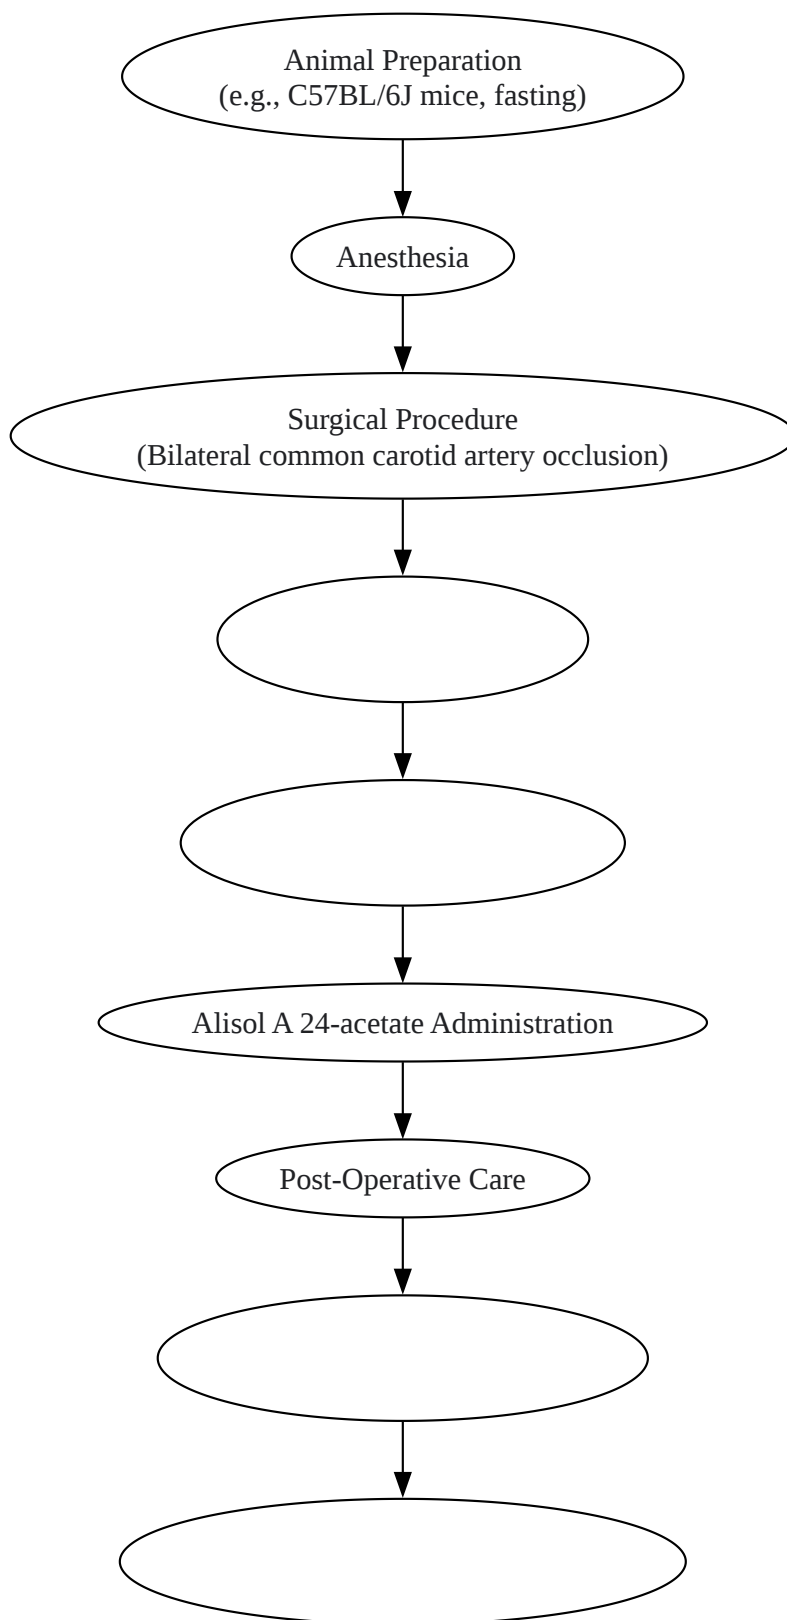 Animal Preparation
(e.g., C57BL/6J mice, fasting)
Anesthesia
Surgical Procedure
(Bilateral common carotid artery occlusion)
Alisol A 24-acetate Administration
Post-Operative Care